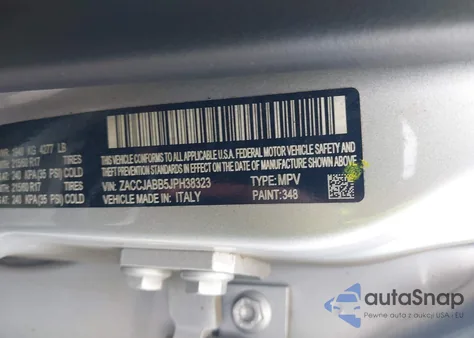 1940 KG 4277 LB
215/60 R17 TIRES
240 KPA (35 PSI) COLD
215/60 R17 TIRES
240 KPA (35 PSI) COLD
THIS VEHICLE CONFORMS TO ALL APPLICABLE U.S.A. FEDERAL MOTOR VEHICLE SAFETY AND
THEFT PREVENTION STANDARDS IN EFFECT ON THE DATE OF MANUFACTURE SHOWN ABOVE.
VIN: ZACCJABB5JPH38323 TYPE: MPV
VEHICLE MADE IN: ITALY PAINT: 348
autoSnap
Pewne auta z aukcji USA - EU